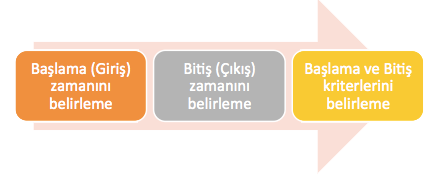 Başlama (Giriş)
zamanını
belirleme
Bitiş (Çıkış)
zamanını
belirleme
Başlama ve Bitiş
kriterlerini
belirleme